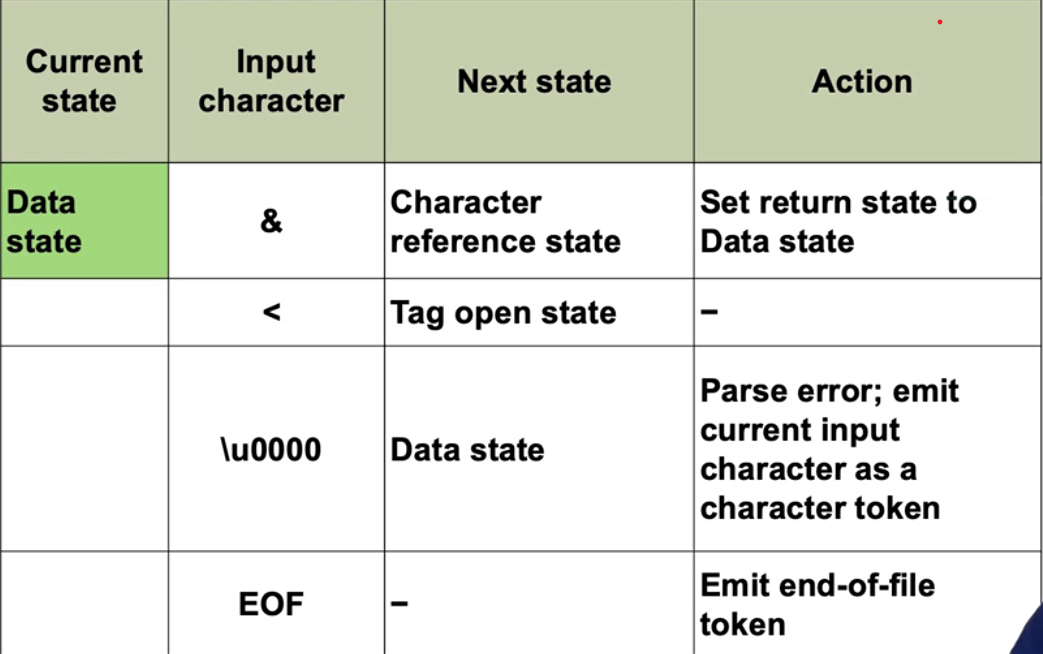 Current
state
Input
character
Next state
Action
Data
state
&
Character
reference state
Set return state to
Data state
<
Tag open state
–
\u0000
Data state
Parse error; emit
current input
character as a
character token
EOF
–
Emit end-of-file
token